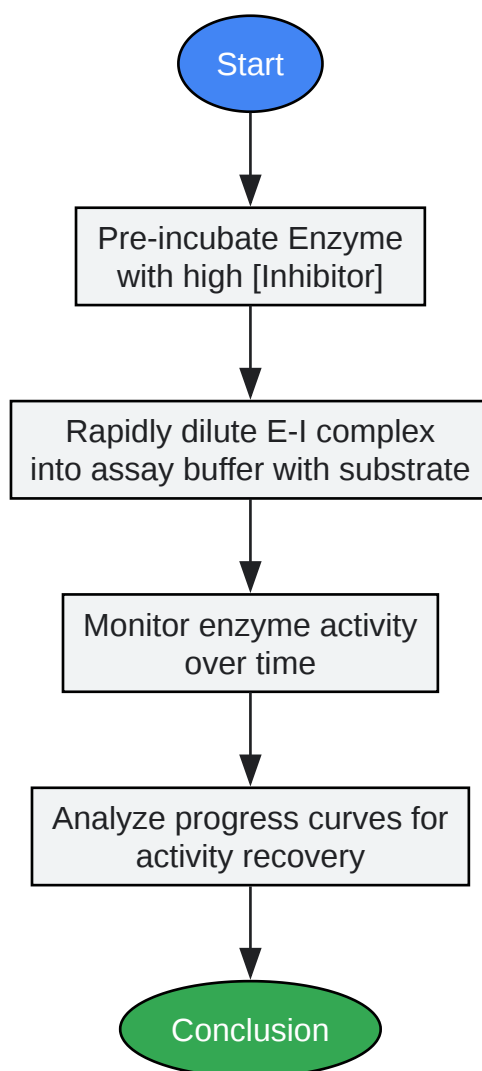 Start
Pre-incubate Enzyme
with high [Inhibitor]
Rapidly dilute E-I complex
into assay buffer with substrate
Monitor enzyme activity
over time
Analyze progress curves for
activity recovery
Conclusion